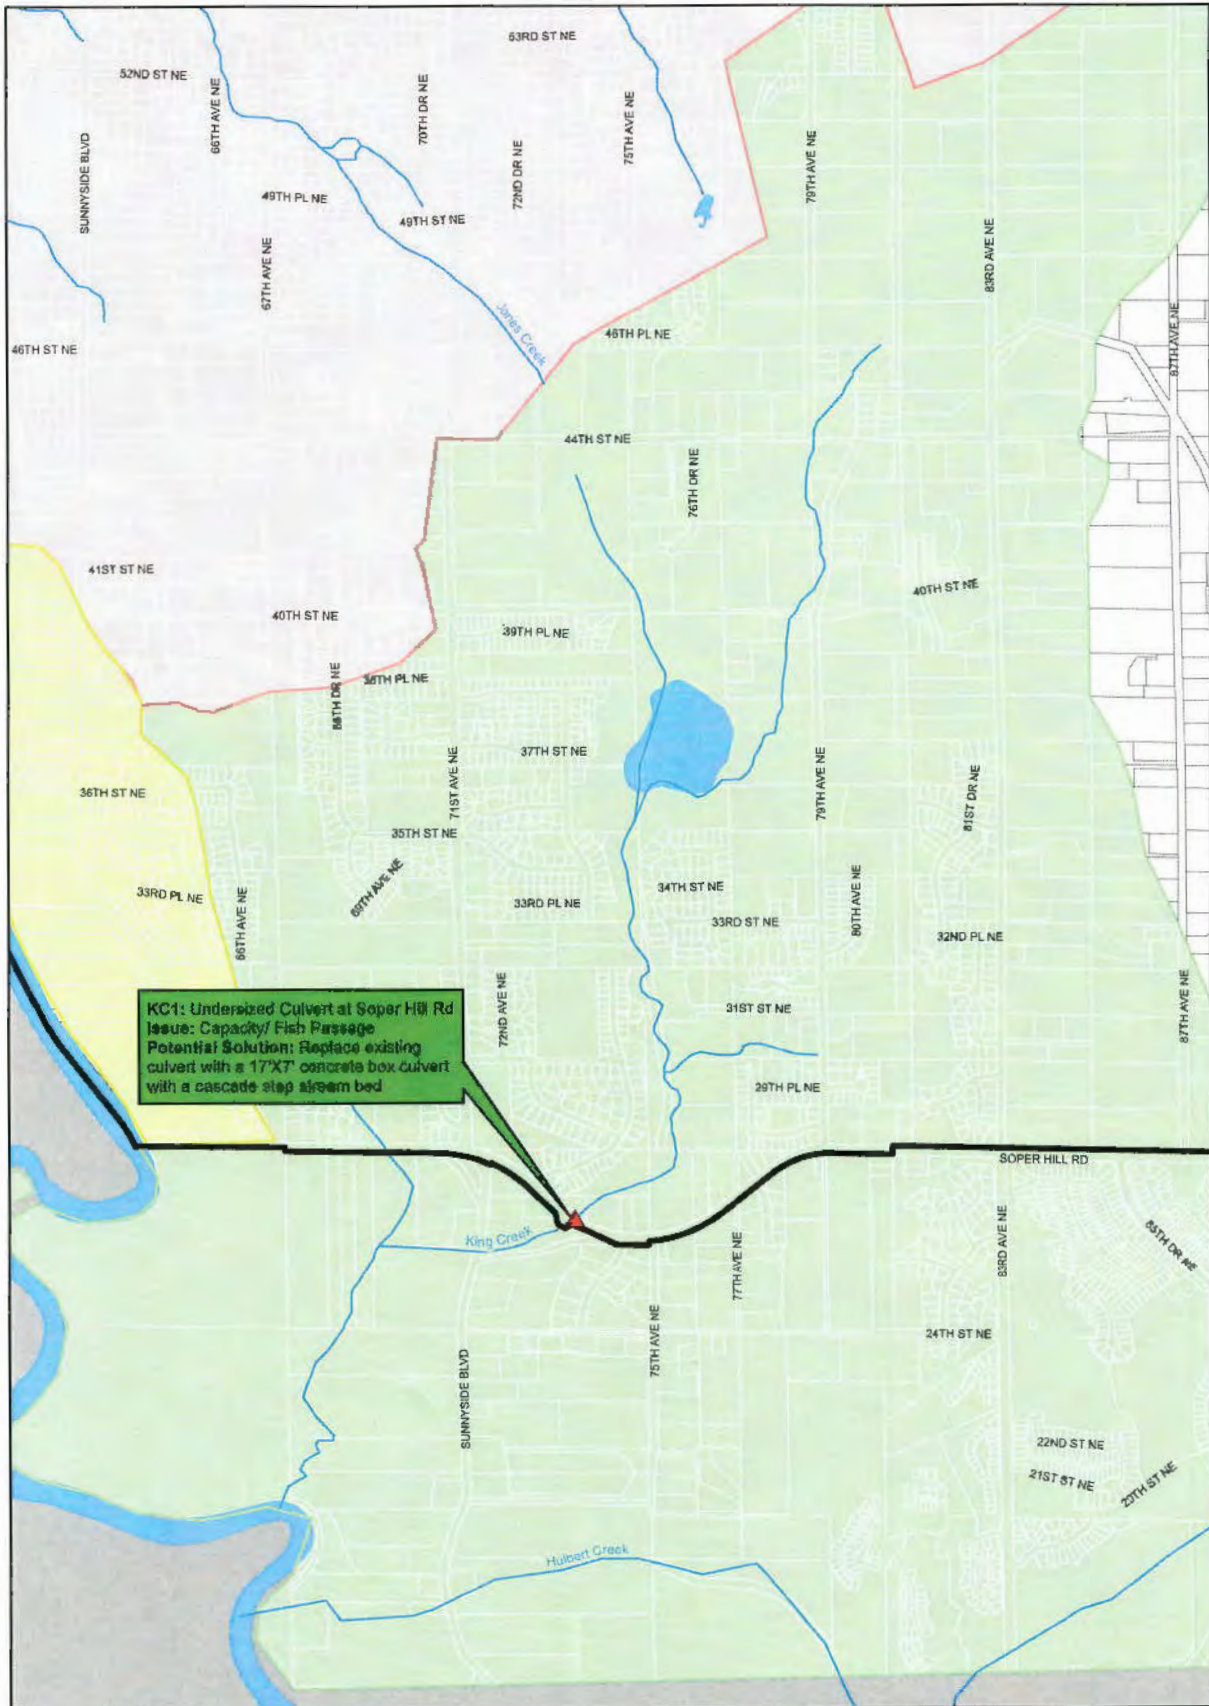 53RD ST NE
52ND ST NE
66TH AVE NE
70TH DR NE
75TH AVE NE
SUNNYSIDE BLVD
72ND DR NE
79TH AVE NE
49TH PL NE
49TH ST NE
67TH AVE NE
83RD AVE NE
Jones Creek
46TH PL NE
46TH ST NE
87TH AVE NE
44TH ST NE
76TH DR NE
41ST ST NE
40TH ST NE
40TH ST NE
39TH PL NE
38TH PL NE
37TH ST NE
71ST AVE NE
79TH AVE NE
36TH ST NE
81ST DR NE
35TH ST NE
69TH AVE NE
33RD PL NE
34TH ST NE
33RD PL NE
66TH AVE NE
33RD ST NE
80TH AVE NE
32ND PL NE
KC1: Undersized Culvert at Soper Hill Rd
Issue: Capacity/ Fish Passage
Potential Solution: Replace existing
culvert with a 17'X7' concrete box culvert
with a cascade step stream bed
72ND AVE NE
31ST ST NE
87TH AVE NE
29TH PL NE
SOPER HILL RD
King Creek
77TH AVE NE
83RD AVE NE
85TH DR NE
24TH ST NE
75TH AVE NE
SUNNYSIDE BLVD
22ND ST NE
21ST ST NE
20TH ST NE
Hulbert Creek